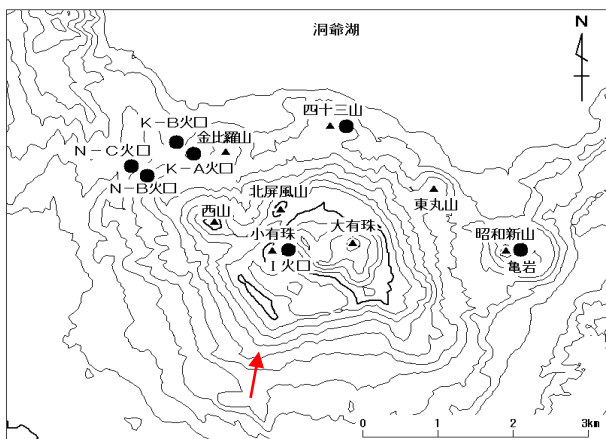 洞爺湖
N
四十三山
K－B火口
金比羅山
N－C火口
K－A火口
N－B火口
東丸山
北屏風山
西山
小有珠
大有珠
昭和新山
I火口
亀岩
0 1 2 3km